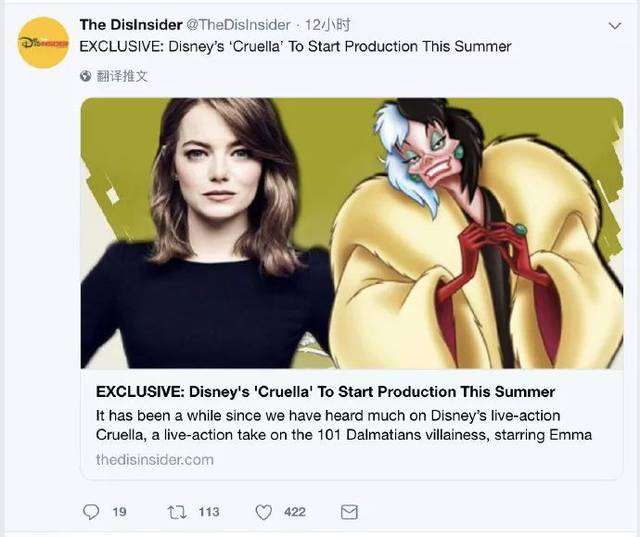 The DisInsider @TheDisInsider · 12小时
DISINSIDER
EXCLUSIVE: Disney's 'Cruella' To Start Production This Summer
翻译推文
EXCLUSIVE: Disney's 'Cruella' To Start Production This Summer
It has been a while since we have heard much on Disney's live-action
Cruella, a live-action take on the 101 Dalmatians villainess, starring Emma
thedisinsider.com
19 113 422